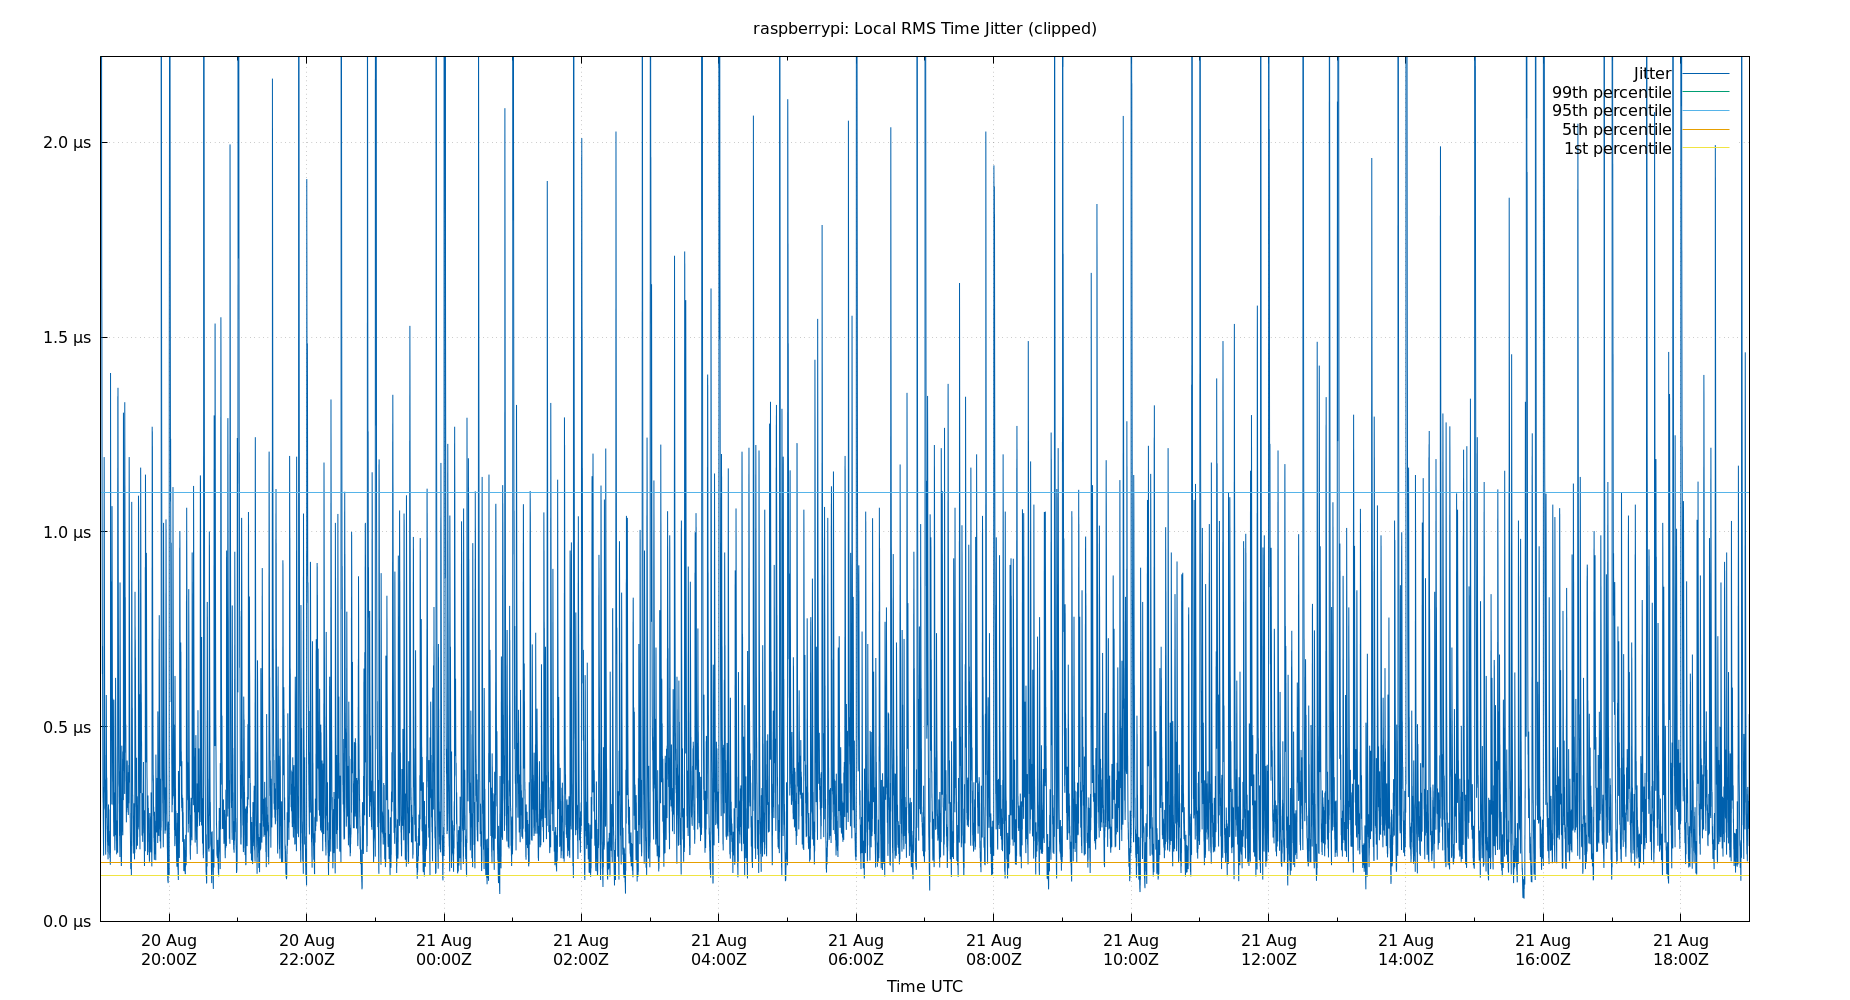 raspberrypi: Local RMS Time Jitter (clipped)
Jitter
99th percentile
95th percentile
5th percentile
1st percentile
2.0 µs
1.5 µs
1.0 µs
0.5 µs
0.0 µs
20 Aug 20 Aug 21 Aug 21 Aug 21 Aug 21 Aug 21 Aug 21 Aug 21 Aug 21 Aug 21 Aug 21 Aug
20:00Z 22:00Z 00:00Z 02:00Z 04:00Z 06:00Z 08:00Z 10:00Z 12:00Z 14:00Z 16:00Z 18:00Z
Time UTC